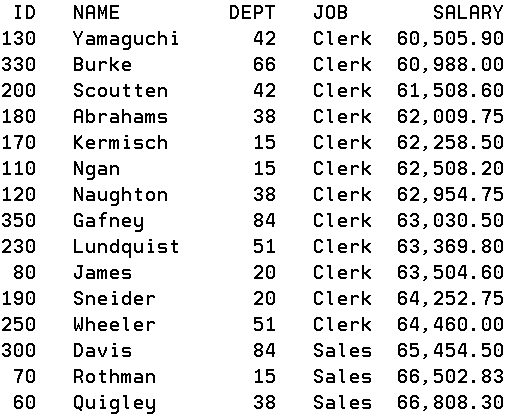 ID NAME DEPT JOB SALARY
130 Yamaguchi 42 Clerk 60,505.90
330 Burke 66 Clerk 60,988.00
200 Scoutten 42 Clerk 61,508.60
180 Abrahams 38 Clerk 62,009.75
170 Kermisch 15 Clerk 62,258.50
110 Ngan 15 Clerk 62,508.20
120 Naughton 38 Clerk 62,954.75
350 Gafney 84 Clerk 63,030.50
230 Lundquist 51 Clerk 63,369.80
80 James 20 Clerk 63,504.60
190 Sneider 20 Clerk 64,252.75
250 Wheeler 51 Clerk 64,460.00
300 Davis 84 Sales 65,454.50
70 Rothman 15 Sales 66,502.83
60 Quigley 38 Sales 66,808.30